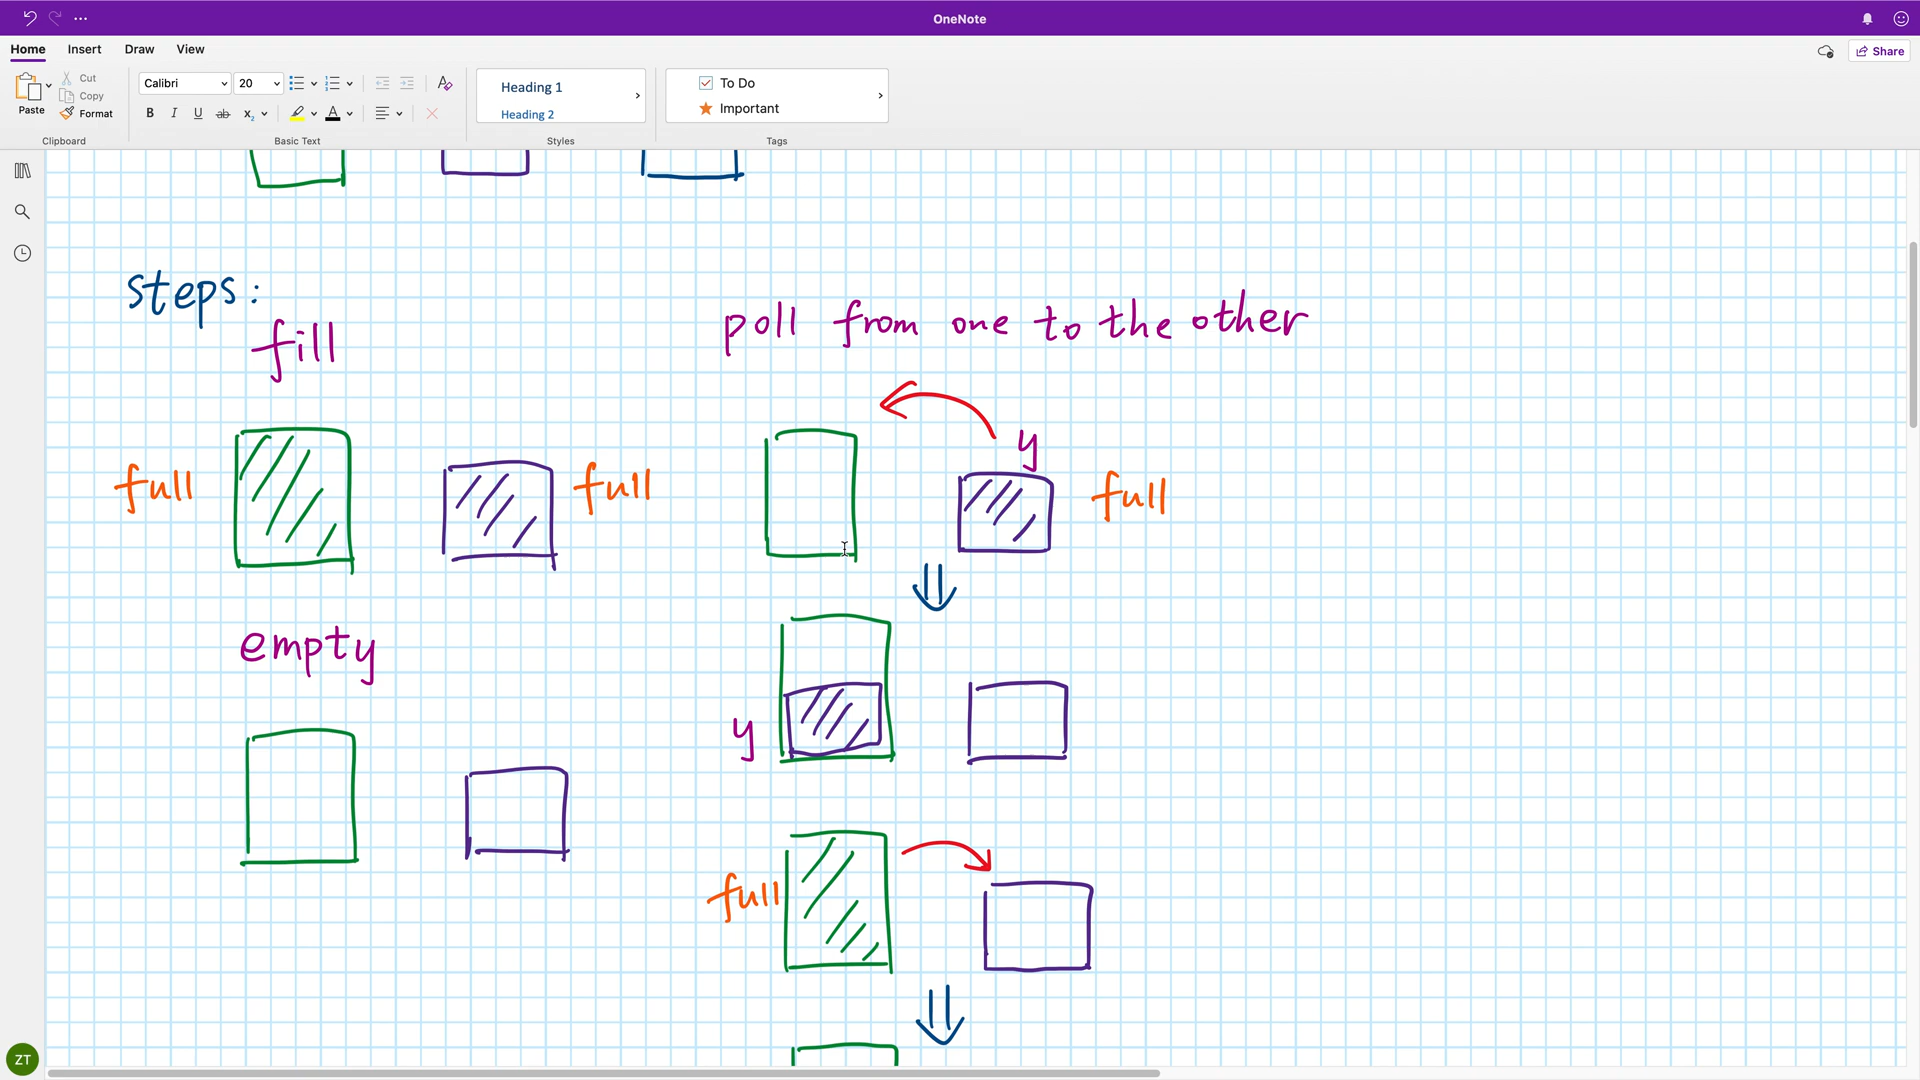 OneNote
Home Insert Draw View
Share
Paste
Cut
Copy
Format
Clipboard
Calibri 20
B I U ab x2 A
Basic Text
Heading 1
Heading 2
Styles
To Do
Important
Tags
steps:
fill
poll from one to the other
full
full
y
full
empty
y
full
ZT